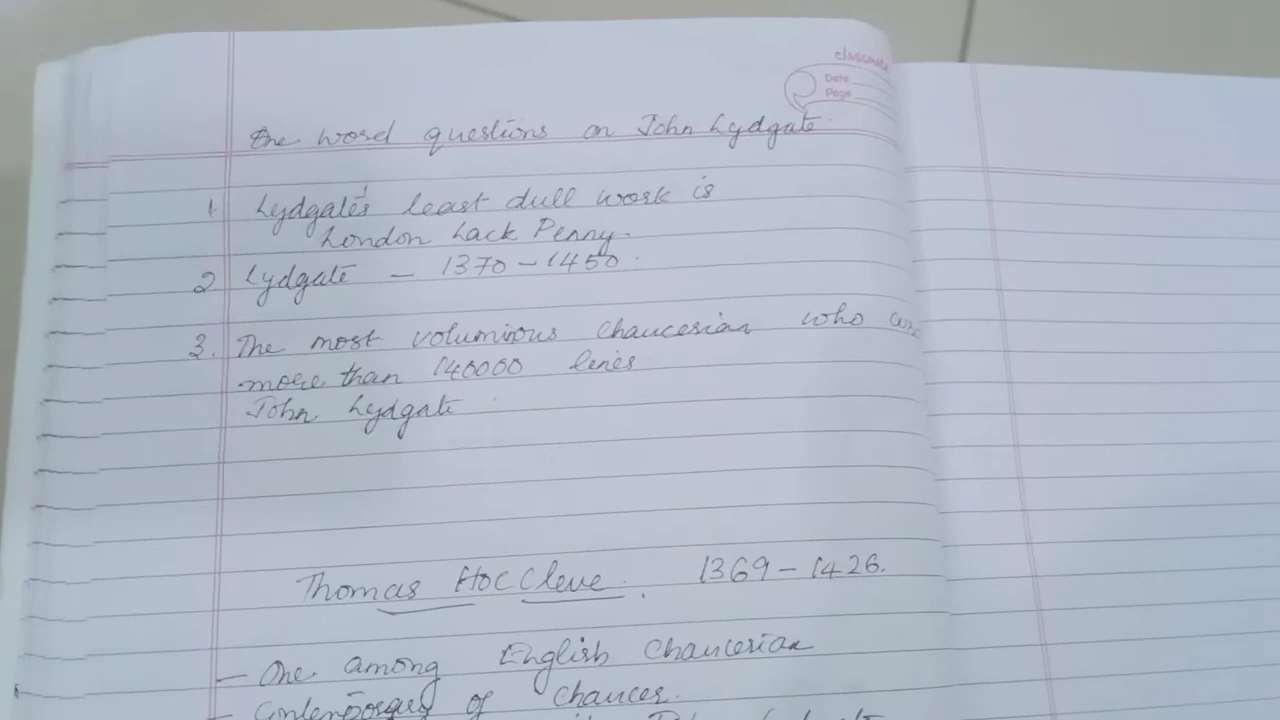 classmate
Date
Page
One word questions on John Lydgate
1 Lydgate's least dull work is
London Lack Penny.
2 Lydgate – 1370 – 1450.
3. The most voluminous Chaucerian who
more than 140000 lines
John Lydgate
Thomas HocCleve. 1369 – 1426.
– One among English Chaucerian
– Contemporary of Chaucer.